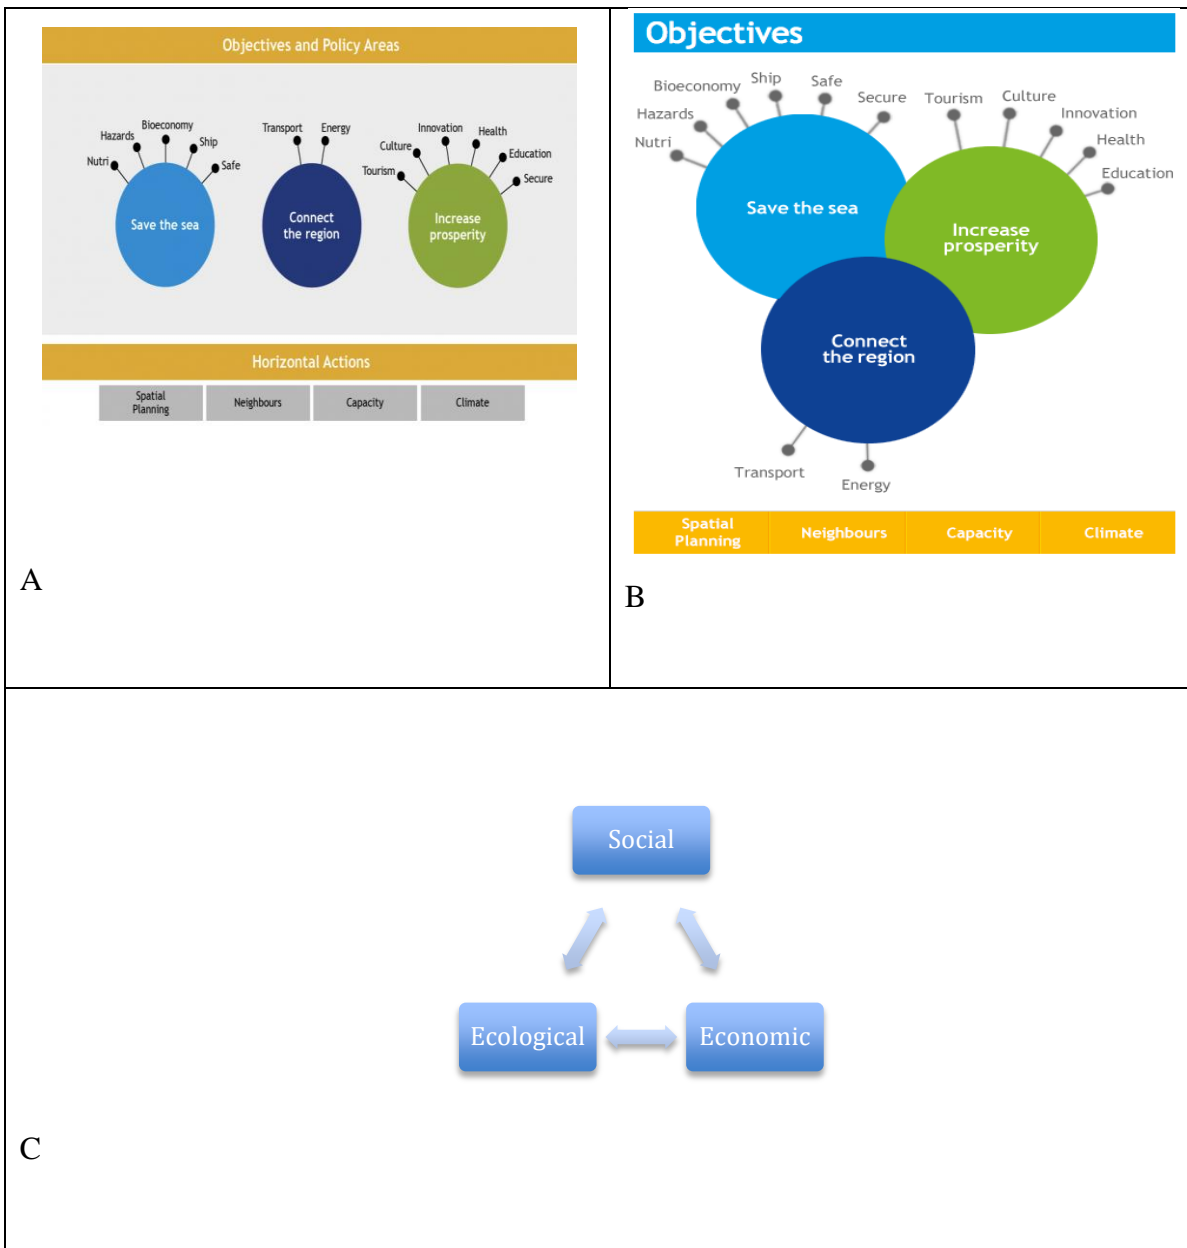 Objectives and Policy Areas
Nutri
Hazards
Bioeconomy
Ship
Safe
Save the sea
Transport
Energy
Connect
the region
Tourism
Culture
Innovation
Health
Education
Secure
Increase
prosperity
Horizontal Actions
Spatial
Planning
Neighbours
Capacity
Climate
A
Objectives
Nutri
Hazards
Bioeconomy
Ship
Safe
Secure
Save the sea
Tourism
Culture
Innovation
Health
Education
Increase
prosperity
Connect
the region
Transport
Energy
Spatial
Planning
Neighbours
Capacity
Climate
B
Social
Ecological
Economic
C